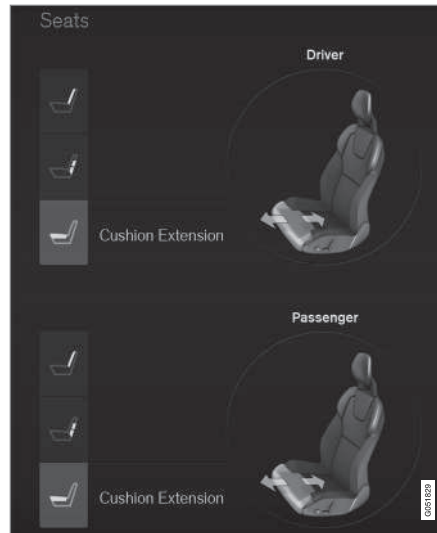 Seats
Driver
Cushion Extension
Passenger
Cushion Extension
G051829